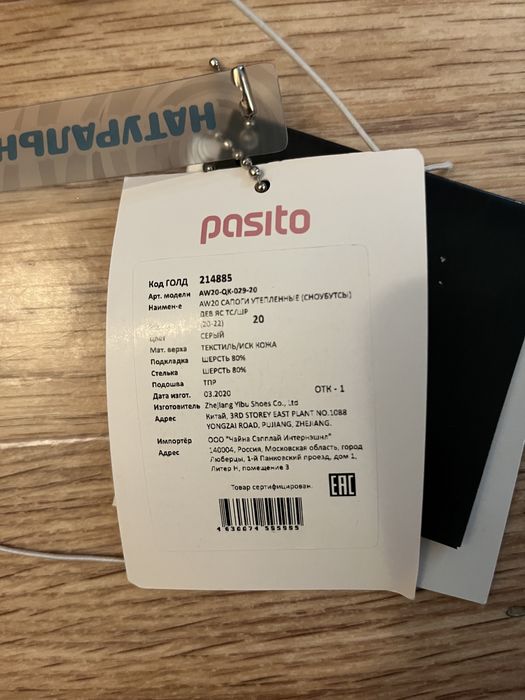 НАТУРАЛЬН
pasito
Код ГОЛД 214885
Арт. модели AW20-QK-029-20
Наимен-е AW20 САПОГИ УТЕПЛЕННЫЕ (СНОУБУТСЫ)
ДЕВ ЯС ТС/ШР
(20-22) 20
Цвет СЕРЫЙ
Мат. верха ТЕКСТИЛЬ/ИСК КОЖА
Подкладка ШЕРСТЬ 80%
Стелька ШЕРСТЬ 80%
Подошва ТПР
Дата изгот. 03.2020 ОТК - 1
Изготовитель Zhejiang Yibu Shoes Co., Ltd
Адрес Китай, 3RD STOREY EAST PLANT NO.1088
YONGZAI ROAD, PUJIANG, ZHEJIANG.
Импортёр ООО "Чайна Сапплай Интернэшнл"
Адрес 140004, Россия, Московская область, город
Люберцы, 1-й Панковский проезд, дом 1,
Литер Н, помещение 3
Товар сертифицирован.
EAC